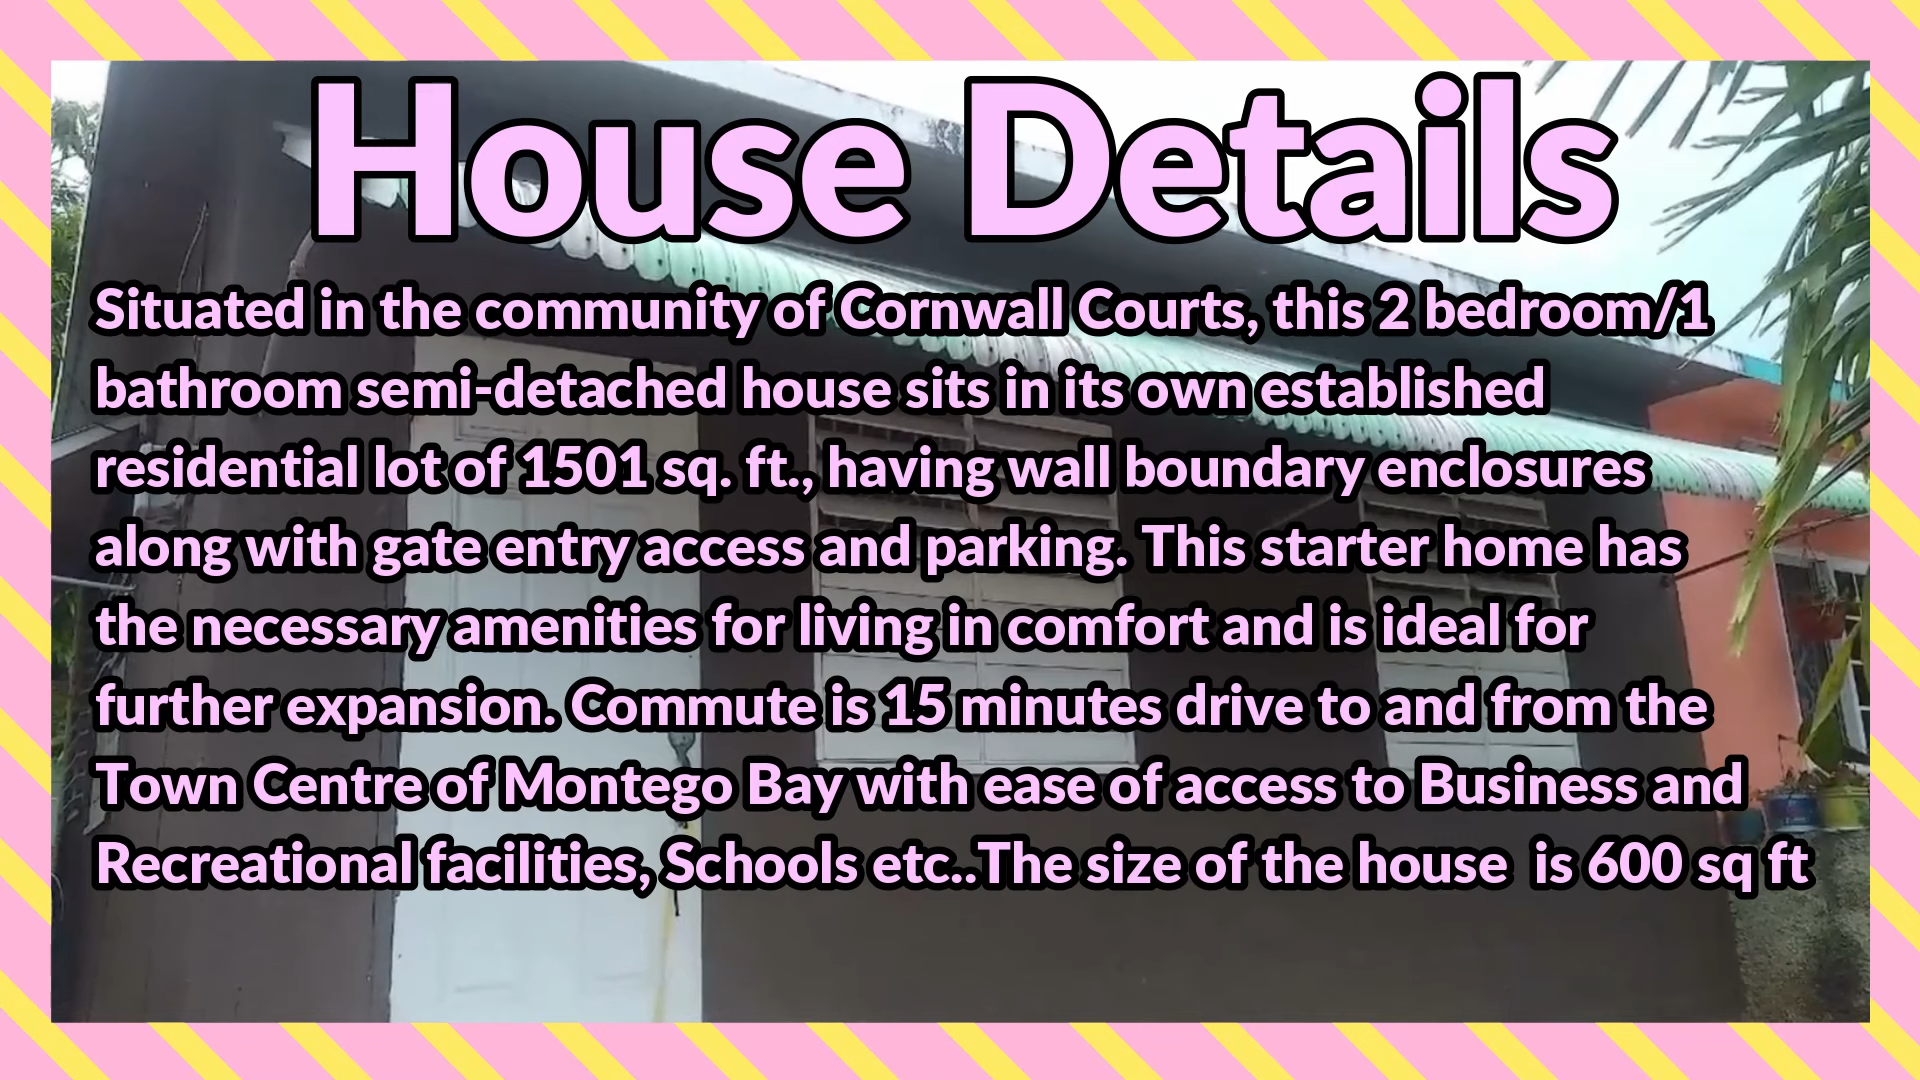 House Details
Situated in the community of Cornwall Courts, this 2 bedroom/1
bathroom semi-detached house sits in its own established
residential lot of 1501 sq. ft., having wall boundary enclosures
along with gate entry access and parking. This starter home has
the necessary amenities for living in comfort and is ideal for
further expansion. Commute is 15 minutes drive to and from the
Town Centre of Montego Bay with ease of access to Business and
Recreational facilities, Schools etc..The size of the house  is 600 sq ft